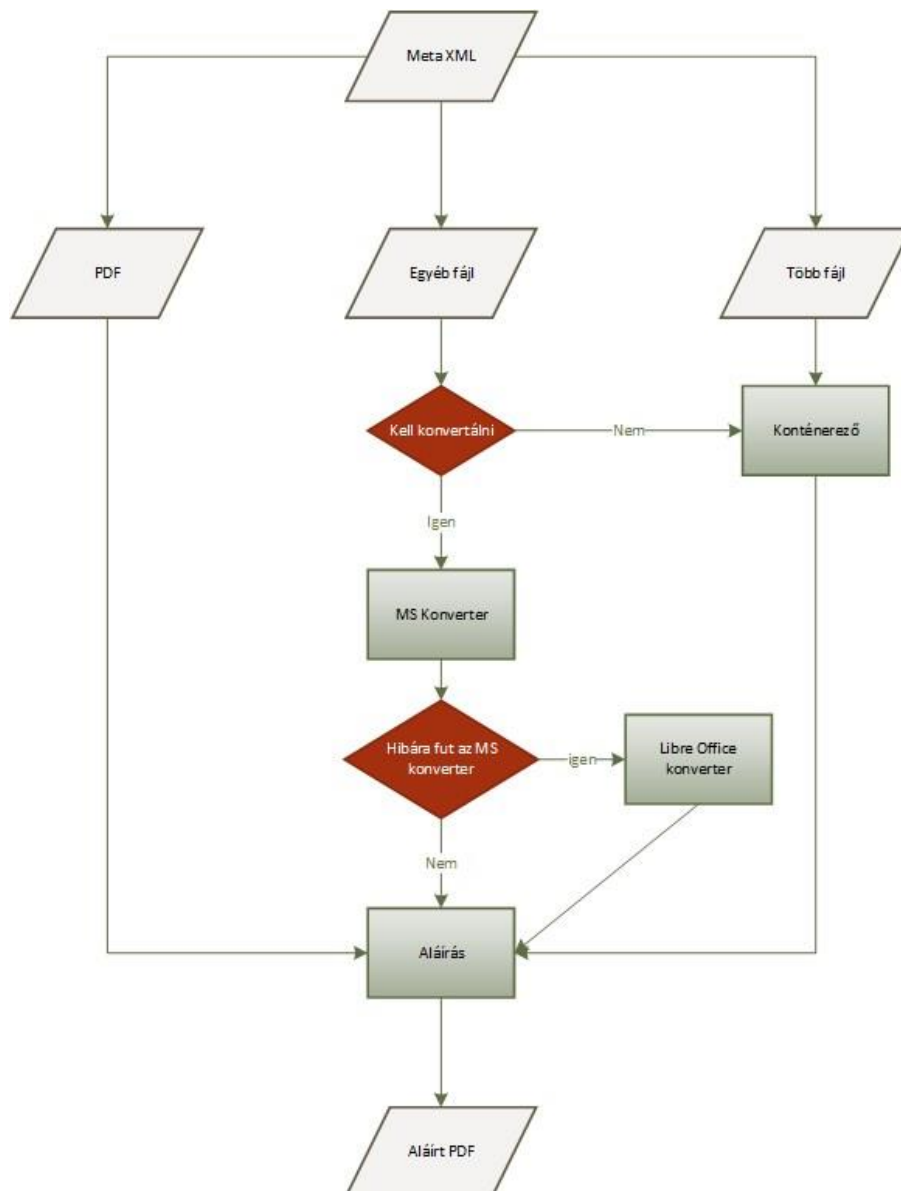 Meta XML
PDF
Egyéb fájl
Több fájl
Kell konvertálni
Nem
Konténerező
Igen
MS Konverter
Hibára fut az MS
konverter
igen
Libre Office
konverter
Nem
Aláírás
Aláírt PDF